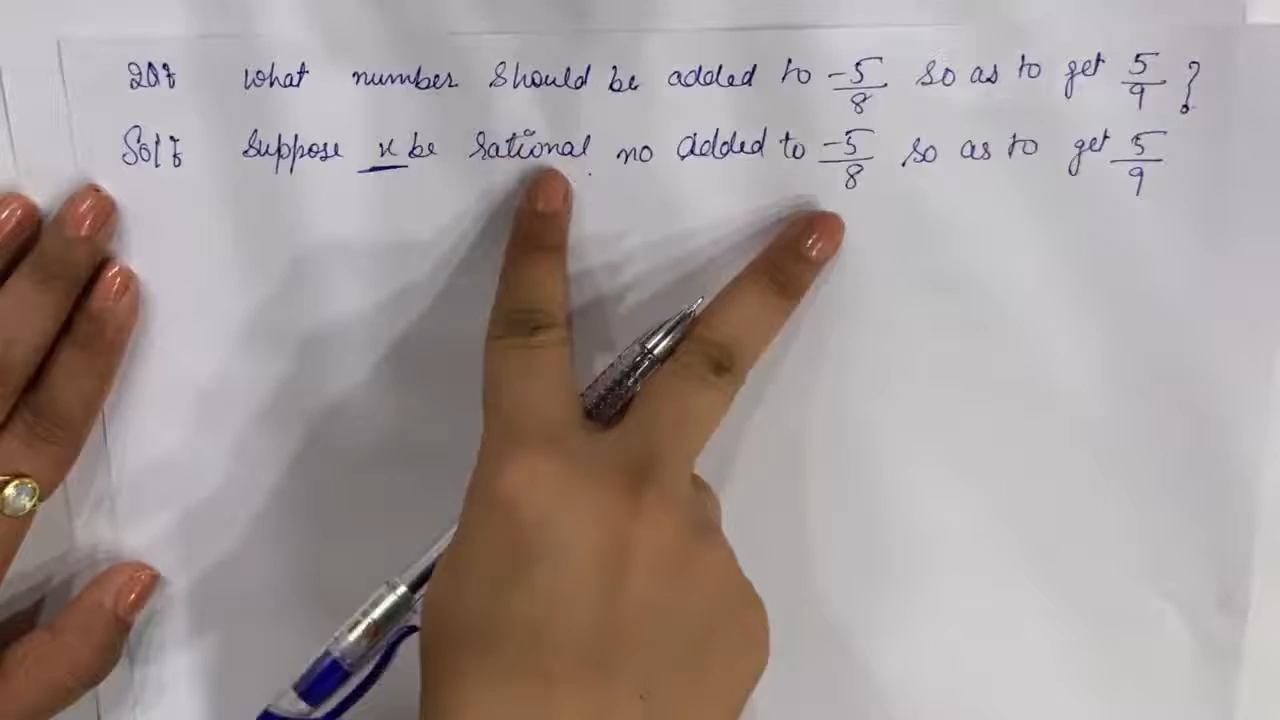 20: What number should be added to -5/8 so as to get 5/9 ?
Sol: Suppose x be rational no added to -5/8 so as to get 5/9